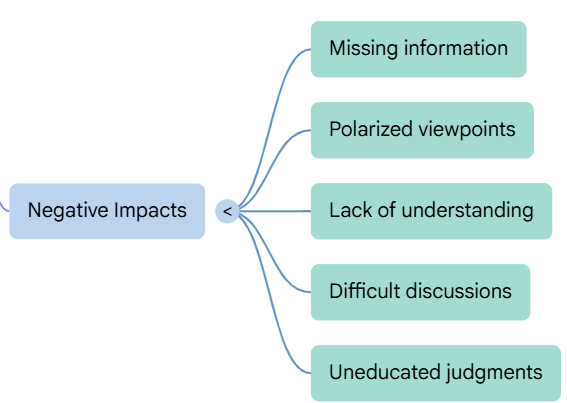 Missing information
Polarized viewpoints
Negative Impacts
<
Lack of understanding
Difficult discussions
Uneducated judgments